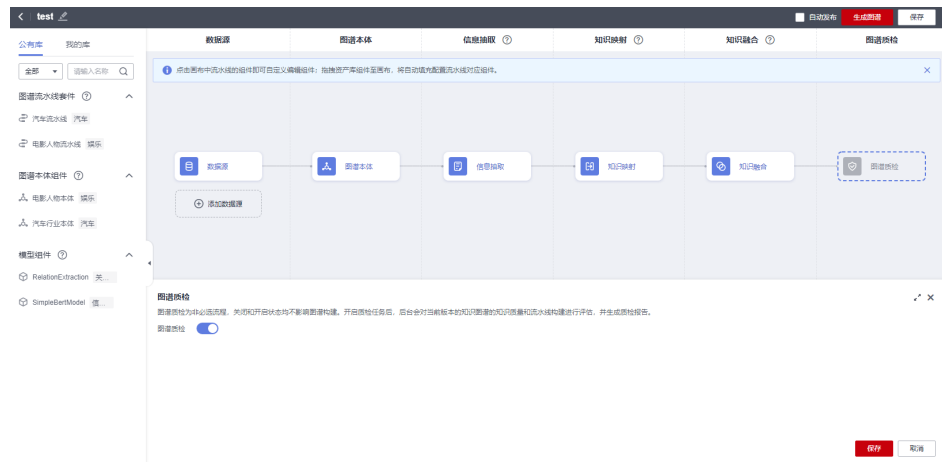 test
自动发布 生成图谱 保存
公有库 我的库
数据源 图谱本体 信息抽取 知识映射 知识融合 图谱质检
全部 请输入名称
点击画布中流水线的组件即可自定义编辑组件;拖拽资产库组件至画布,将自动填充配置流水线对应组件。
图谱流水线套件
汽车流水线 汽车
电影人物流水线 娱乐
数据源 图谱本体 信息抽取 知识映射 知识融合 图谱质检
图谱本体组件
电影人物本体 娱乐
添加数据源
汽车行业本体 汽车
模型组件
RelationExtraction 关...
SimpleBertModel 信...
图谱质检
图谱质检为非必选流程,关闭和开启状态均不影响图谱构建。开启质检任务后,后台会对当前版本的知识图谱的知识质量和流水线构建进行评估,并生成质检报告。
图谱质检
保存 取消